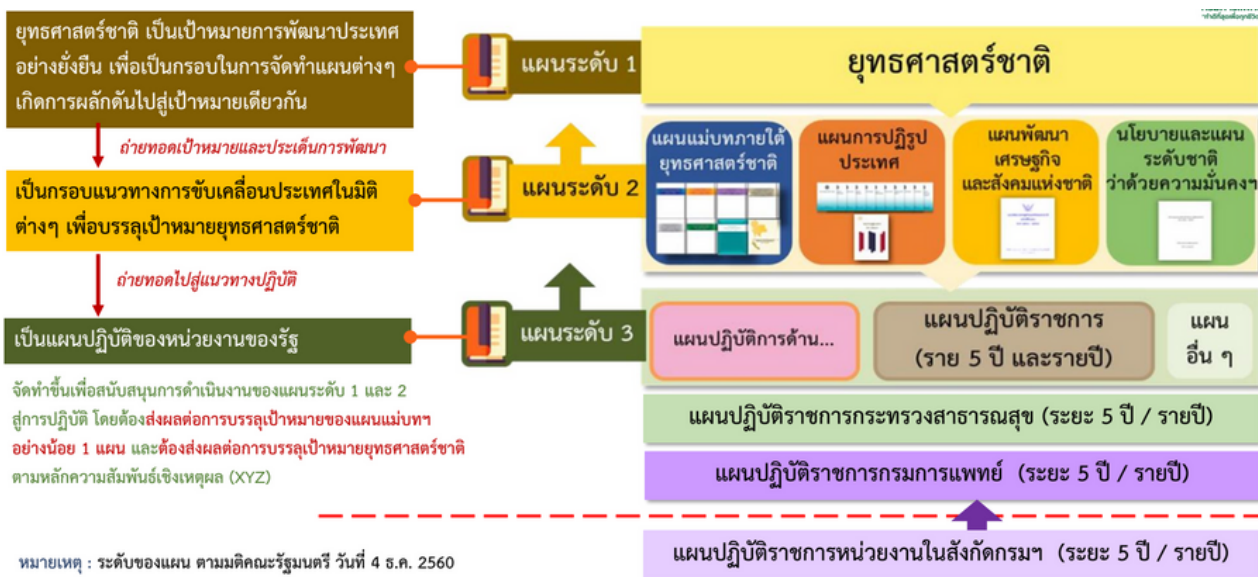 ยุทธศาสตร์ชาติ เป็นเป้าหมายการพัฒนาประเทศ
อย่างยั่งยืน เพื่อเป็นกรอบในการจัดทำแผนต่างๆ
เกิดการผลักดันไปสู่เป้าหมายเดียวกัน
แผนระดับ 1
ยุทธศาสตร์ชาติ
ถ่ายทอดเป้าหมายและประเด็นการพัฒนา
เป็นกรอบแนวทางการขับเคลื่อนประเทศในมิติ
ต่างๆ เพื่อบรรลุเป้าหมายยุทธศาสตร์ชาติ
แผนระดับ 2
แผนแม่บทภายใต้
ยุทธศาสตร์ชาติ
แผนการปฏิรูป
ประเทศ
แผนพัฒนา
เศรษฐกิจ
และสังคมแห่งชาติ
นโยบายและแผน
ระดับชาติ
ว่าด้วยความมั่นคงฯ
ถ่ายทอดไปสู่แนวทางปฏิบัติ
เป็นแผนปฏิบัติของหน่วยงานของรัฐ
แผนระดับ 3
แผนปฏิบัติการด้าน...
แผนปฏิบัติราชการ
(ราย 5 ปี และรายปี)
แผน
อื่น ๆ
จัดทำขึ้นเพื่อสนับสนุนการดำเนินงานของแผนระดับ 1 และ 2
สู่การปฏิบัติ โดยต้องส่งผลต่อการบรรลุเป้าหมายของแผนแม่บทฯ
อย่างน้อย 1 แผน และต้องส่งผลต่อการบรรลุเป้าหมายยุทธศาสตร์ชาติ
ตามหลักความสัมพันธ์เชิงเหตุผล (XYZ)
แผนปฏิบัติราชการกระทรวงสาธารณสุข (ระยะ 5 ปี / รายปี)
แผนปฏิบัติราชการกรมการแพทย์ (ระยะ 5 ปี / รายปี)
แผนปฏิบัติราชการหน่วยงานในสังกัดกรมฯ (ระยะ 5 ปี / รายปี)
หมายเหตุ : ระดับของแผน ตามมติคณะรัฐมนตรี วันที่ 4 ธ.ค. 2560